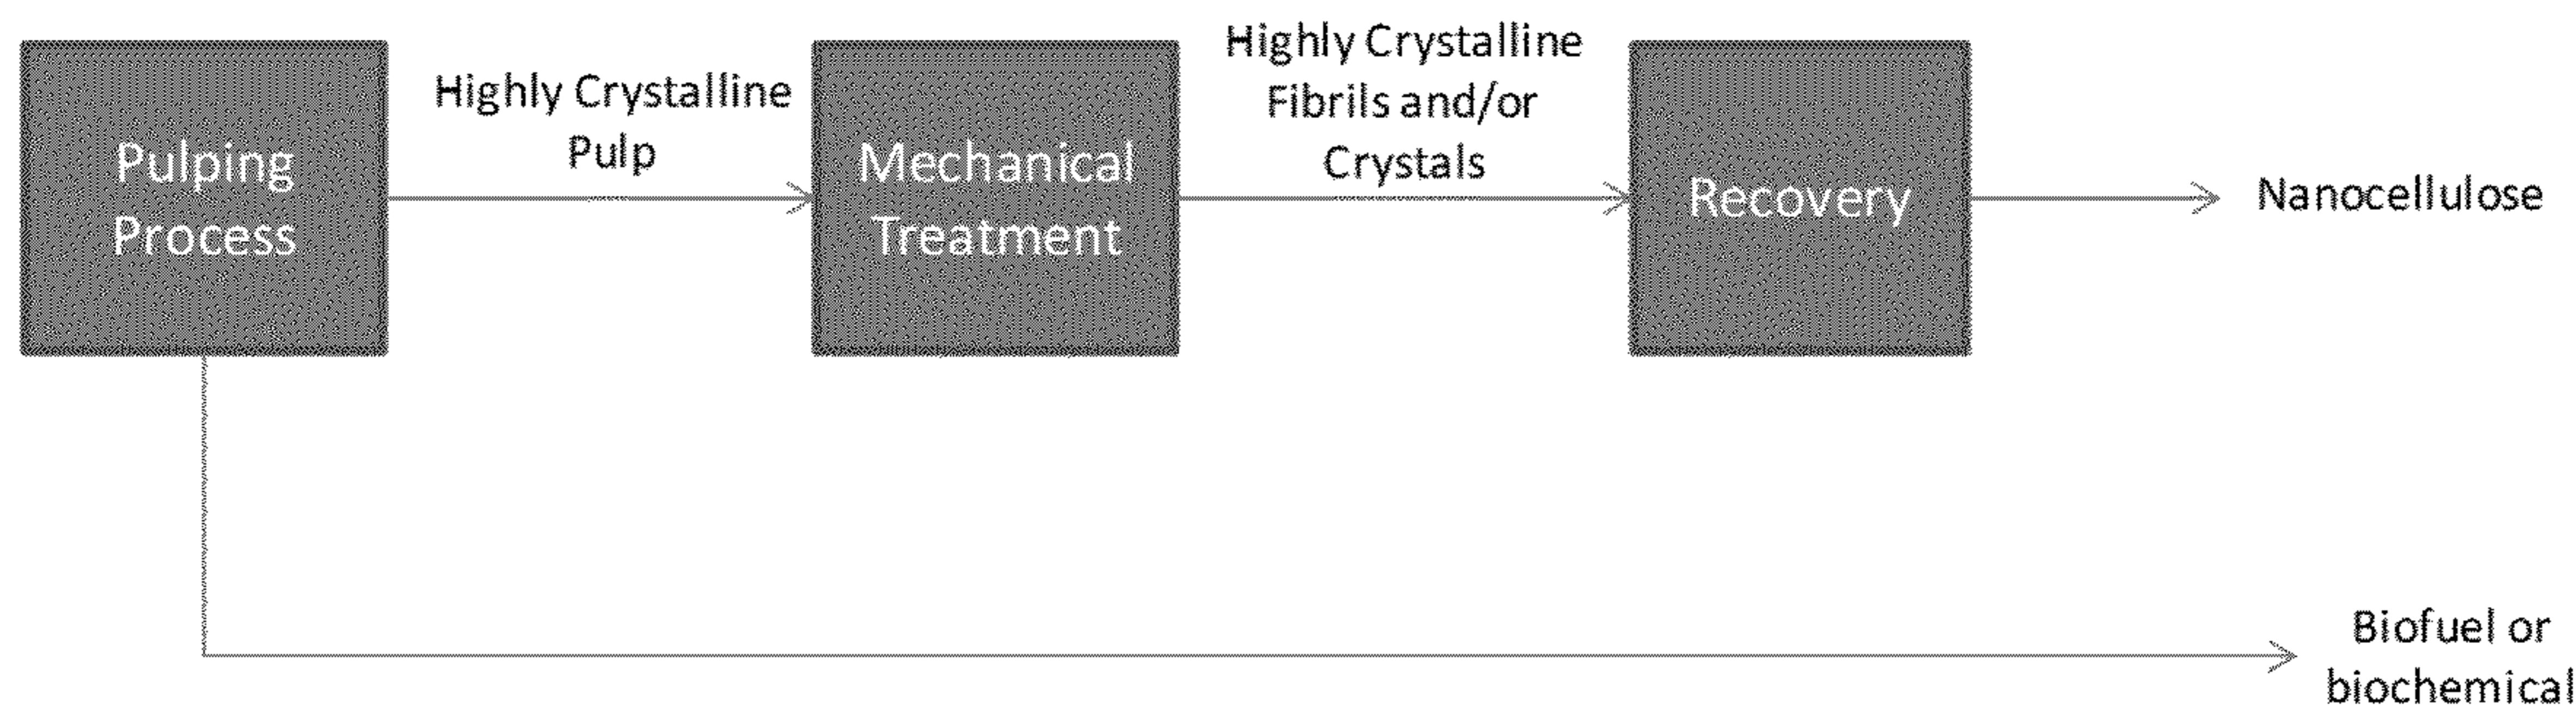 Pulping
Process
Highly Crystalline
Pulp
Mechanical
Treatment
Highly Crystalline
Fibrils and/or
Crystals
Recovery
Nanocellulose
Biofuel or
biochemical